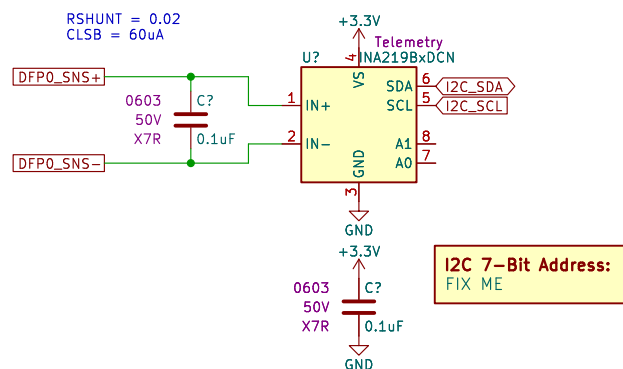 RSHUNT = 0.02
CLSB = 60uA
+3.3V
Telemetry
U?
INA219BxDCN
4
VS
DFP0_SNS+
SDA
6
I2C_SDA
0603
C?
1
IN+
SCL
5
I2C_SCL
50V
X7R
0.1uF
2
IN-
A1
8
DFP0_SNS-
A0
7
GND
3
GND
+3.3V
I2C 7-Bit Address:
FIX ME
0603
C?
50V
X7R
0.1uF
GND